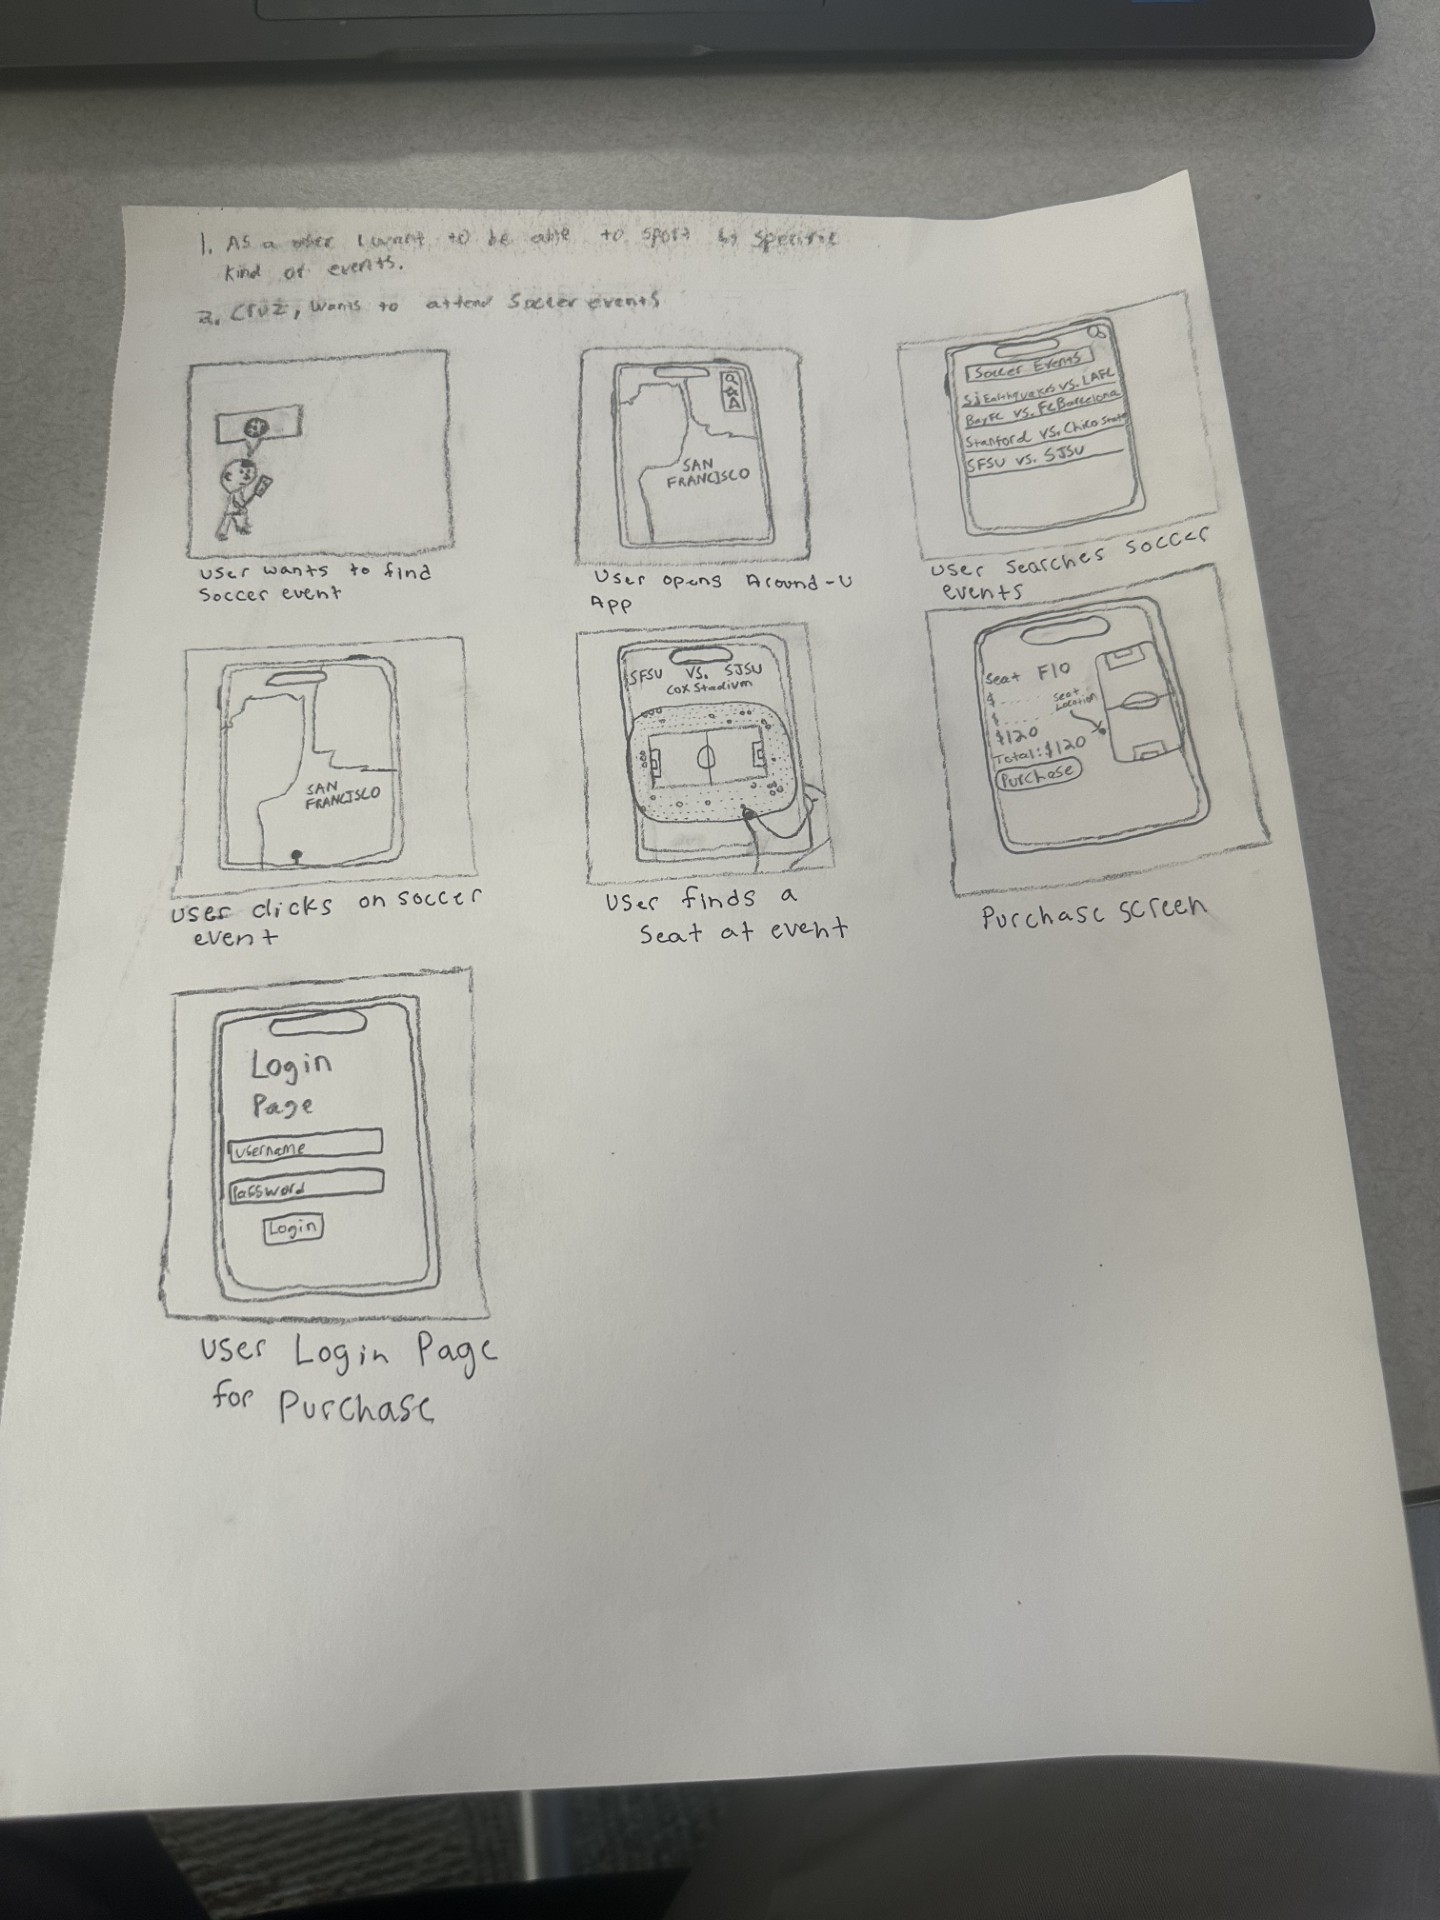 1. As a user I want to be able to sport by specific
kind of events.
2. Cruz, wants to attend soccer events
User wants to find
Soccer event
Q
☆
A
SAN
FRANCISCO
User opens Around-U
App
Soccer Events
SJ Earthquakes vs. LAFC
BayFC vs. FC Barcelona
Stanford vs. Chico State
SFSU vs. SJSU
User searches soccer
events
SAN
FRANCISCO
User clicks on soccer
event
SFSU vs. SJSU
Cox Stadium
User finds a
Seat at event
Seat F10
$
$
$120
Total: $120
Purchase
Seat
Location
Purchase screen
Login
Page
username
Password
Login
User Login Page
for Purchase